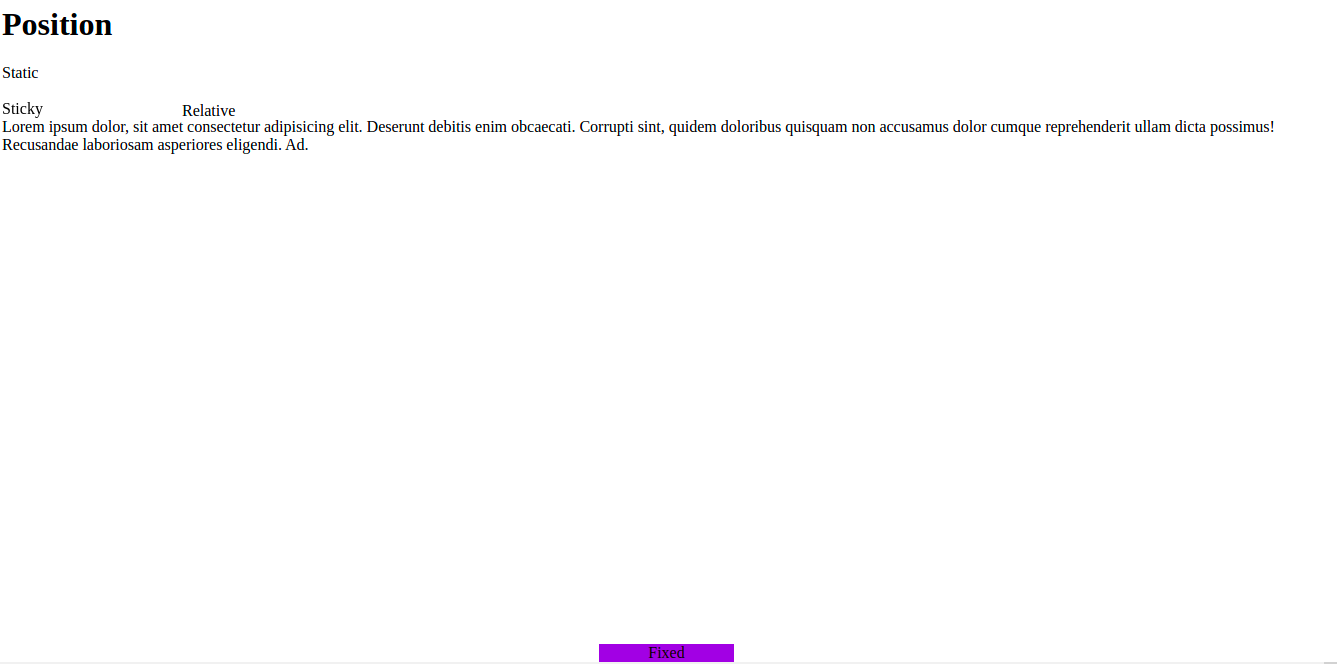 Position
Static
Sticky
Relative
Lorem ipsum dolor, sit amet consectetur adipisicing elit. Deserunt debitis enim obcaecati. Corrupti sint, quidem doloribus quisquam non accusamus dolor cumque reprehenderit ullam dicta possimus!
Recusandae laboriosam asperiores eligendi. Ad.
Fixed